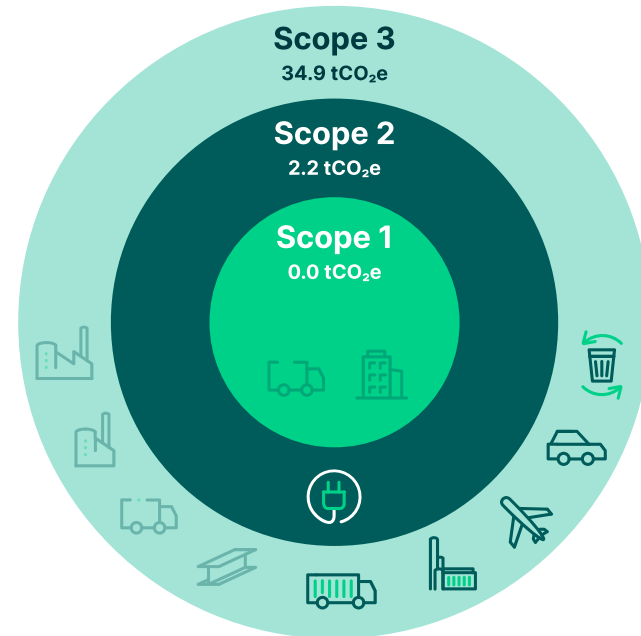 Scope 3
34.9 tCO₂e
Scope 2
2.2 tCO₂e
Scope 1
0.0 tCO₂e